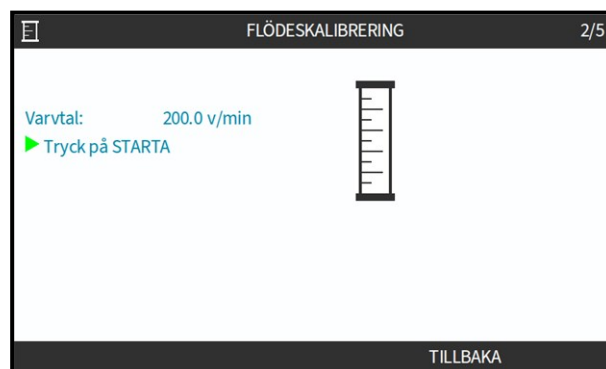 FLÖDESKALIBRERING 2/5
Varvtal: 200.0 v/min
Tryck på STARTA
TILLBAKA